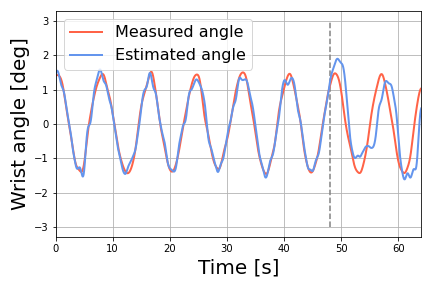 Measured angle
Estimated angle
Wrist angle [deg]
3
2
1
0
−1
−2
−3
0 10 20 30 40 50 60
Time [s]